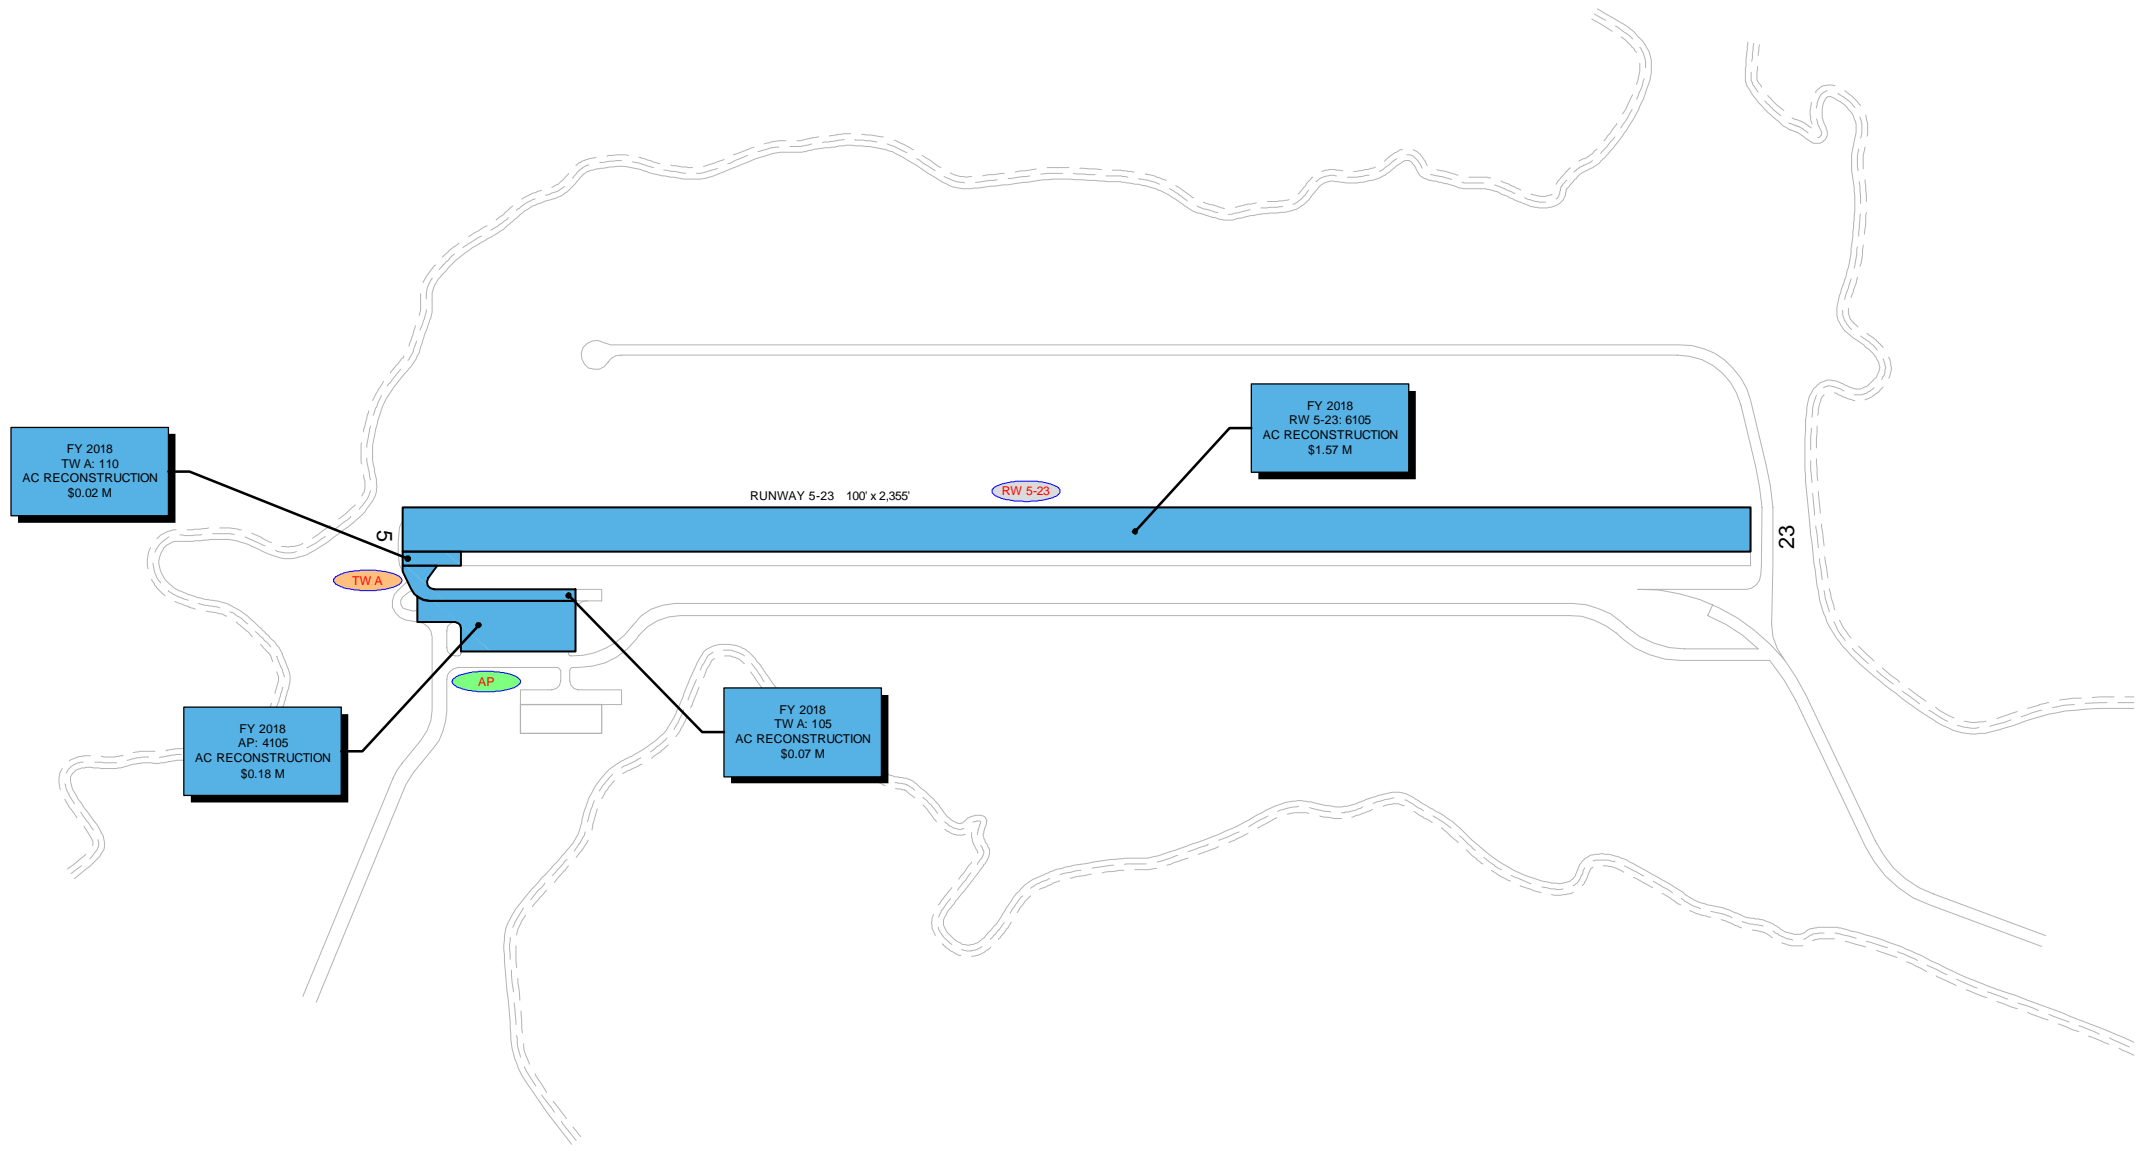 FY 2018
RW 5-23: 6105
AC RECONSTRUCTION
$1.57 M
FY 2018
TW A: 110
AC RECONSTRUCTION
$0.02 M
RUNWAY 5-23 100' x 2,355'
RW 5-23
5
23
TW A
AP
FY 2018
AP: 4105
AC RECONSTRUCTION
$0.18 M
FY 2018
TW A: 105
AC RECONSTRUCTION
$0.07 M